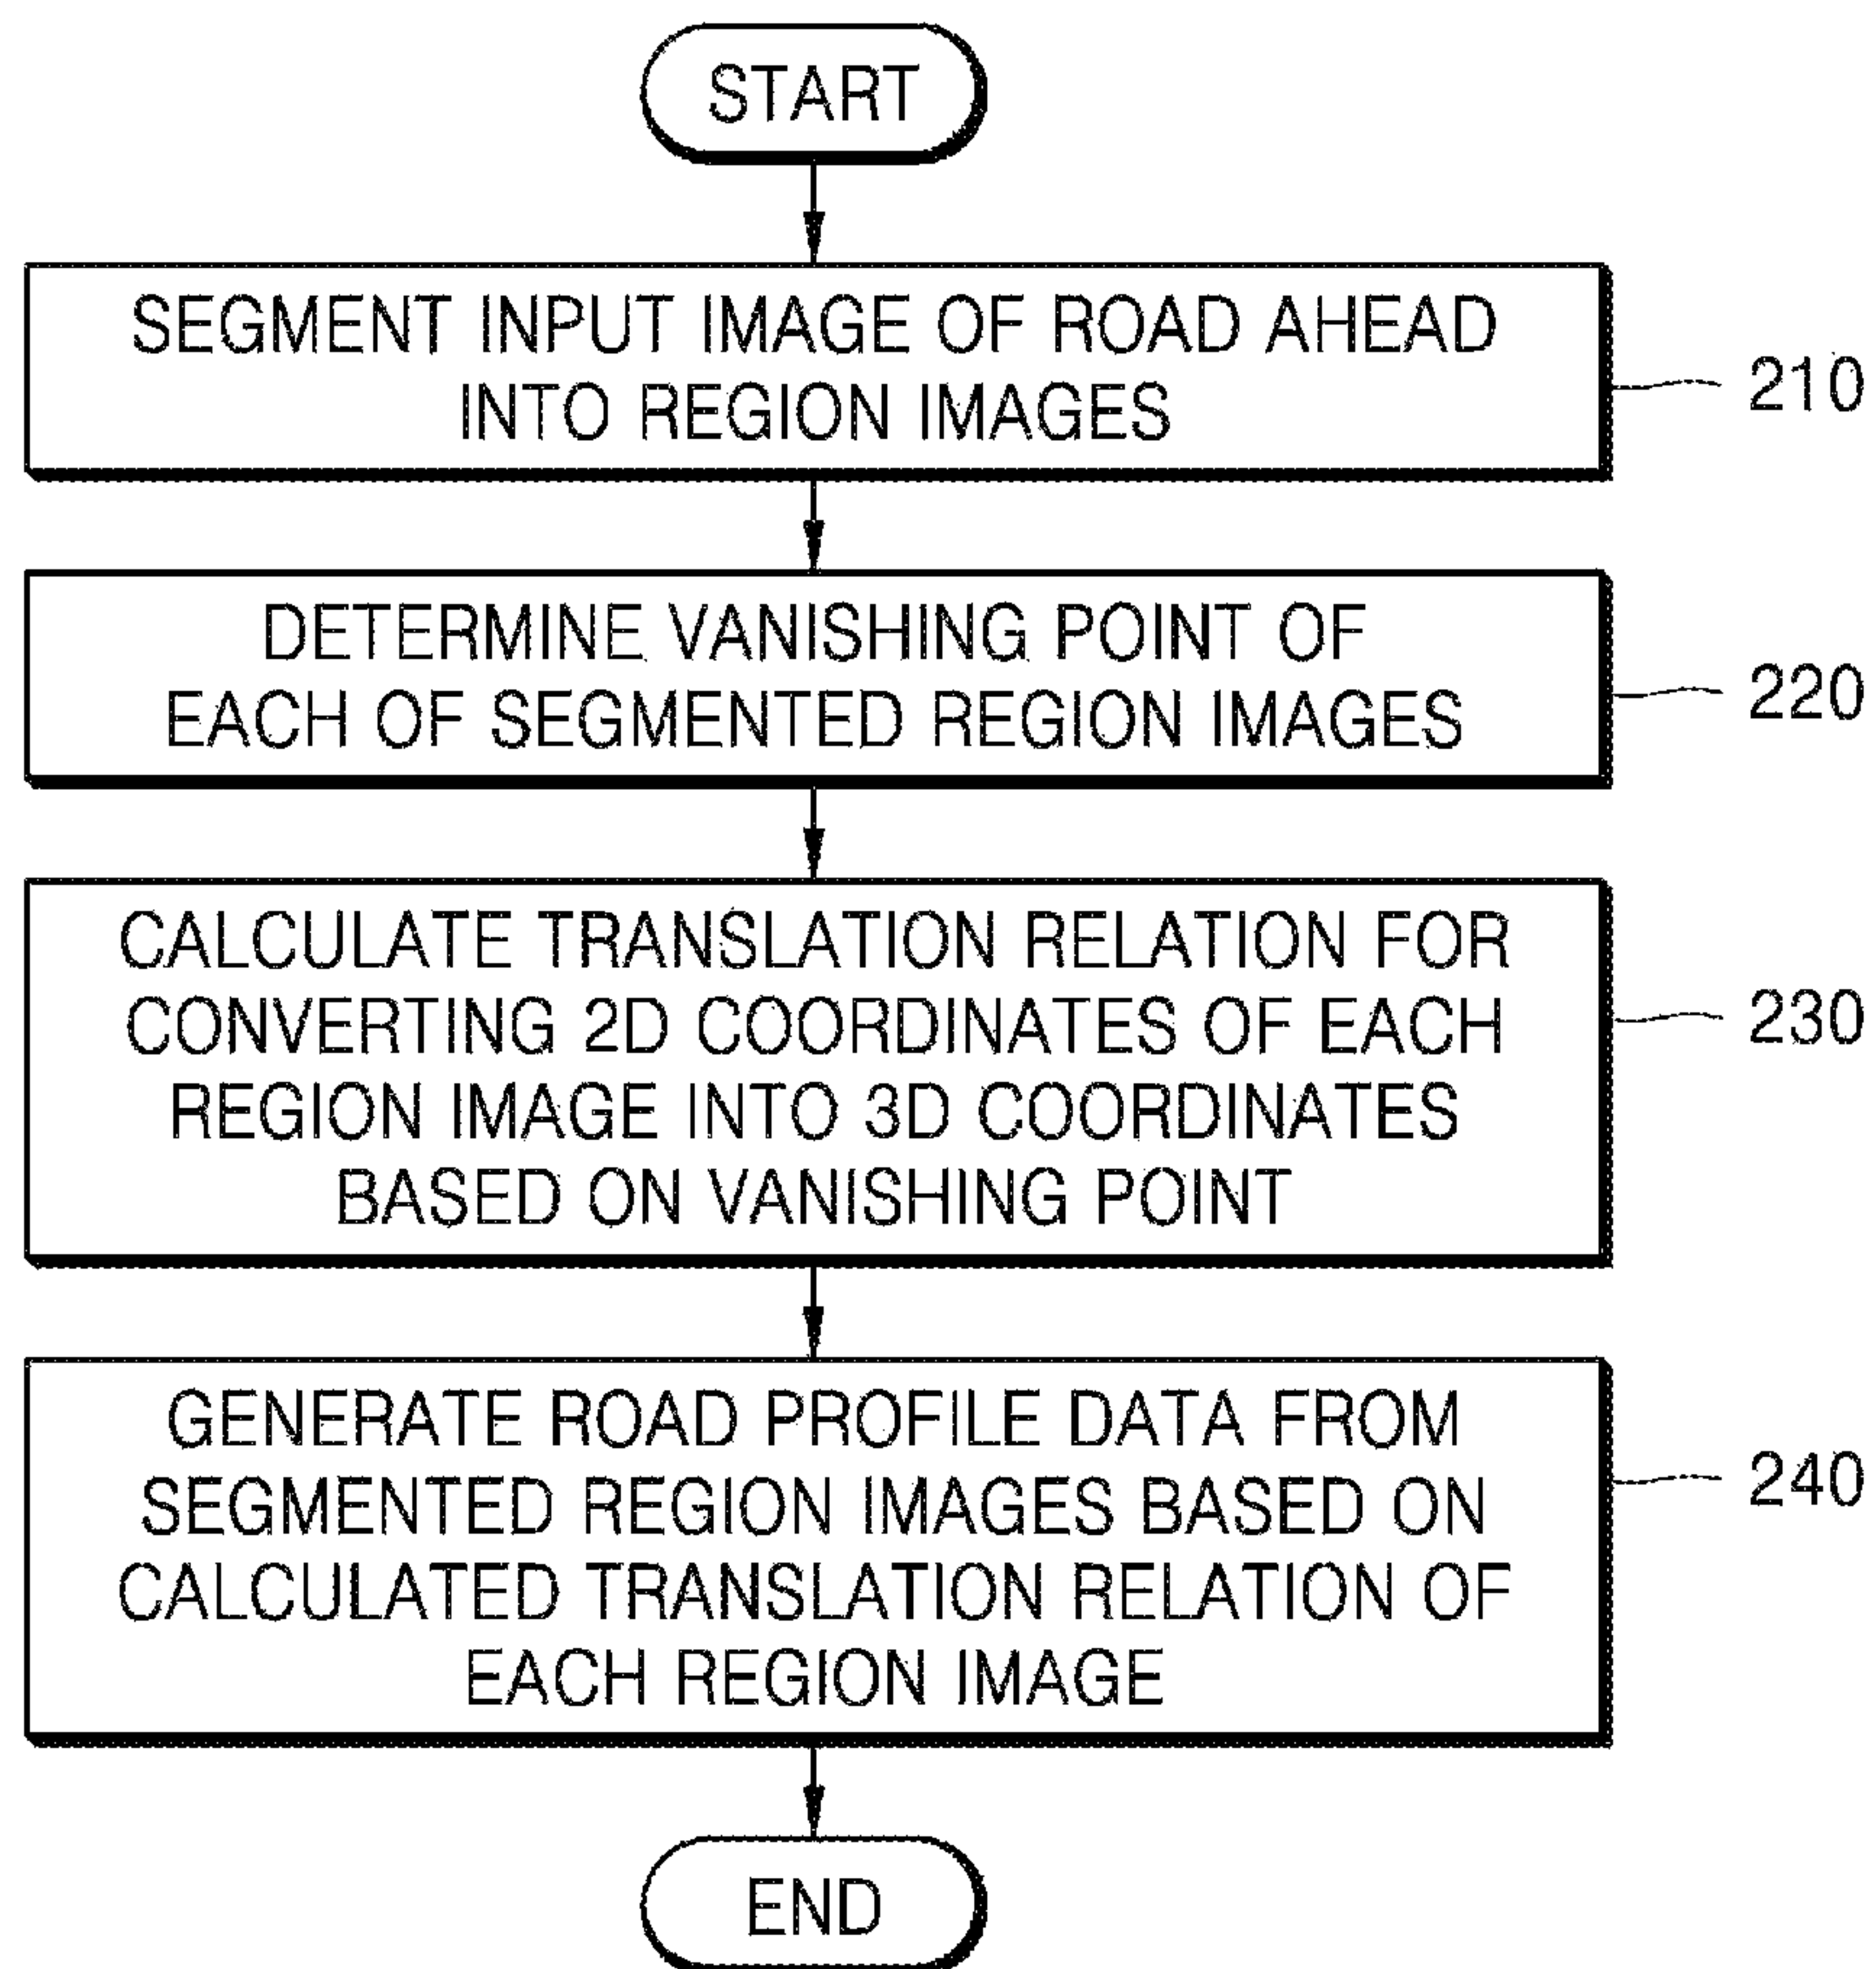 START
SEGMENT INPUT IMAGE OF ROAD AHEAD
INTO REGION IMAGES
210
DETERMINE VANISHING POINT OF
EACH OF SEGMENTED REGION IMAGES
220
CALCULATE TRANSLATION RELATION FOR
CONVERTING 2D COORDINATES OF EACH
REGION IMAGE INTO 3D COORDINATES
BASED ON VANISHING POINT
230
GENERATE ROAD PROFILE DATA FROM
SEGMENTED REGION IMAGES BASED ON
CALCULATED TRANSLATION RELATION OF
EACH REGION IMAGE
240
END